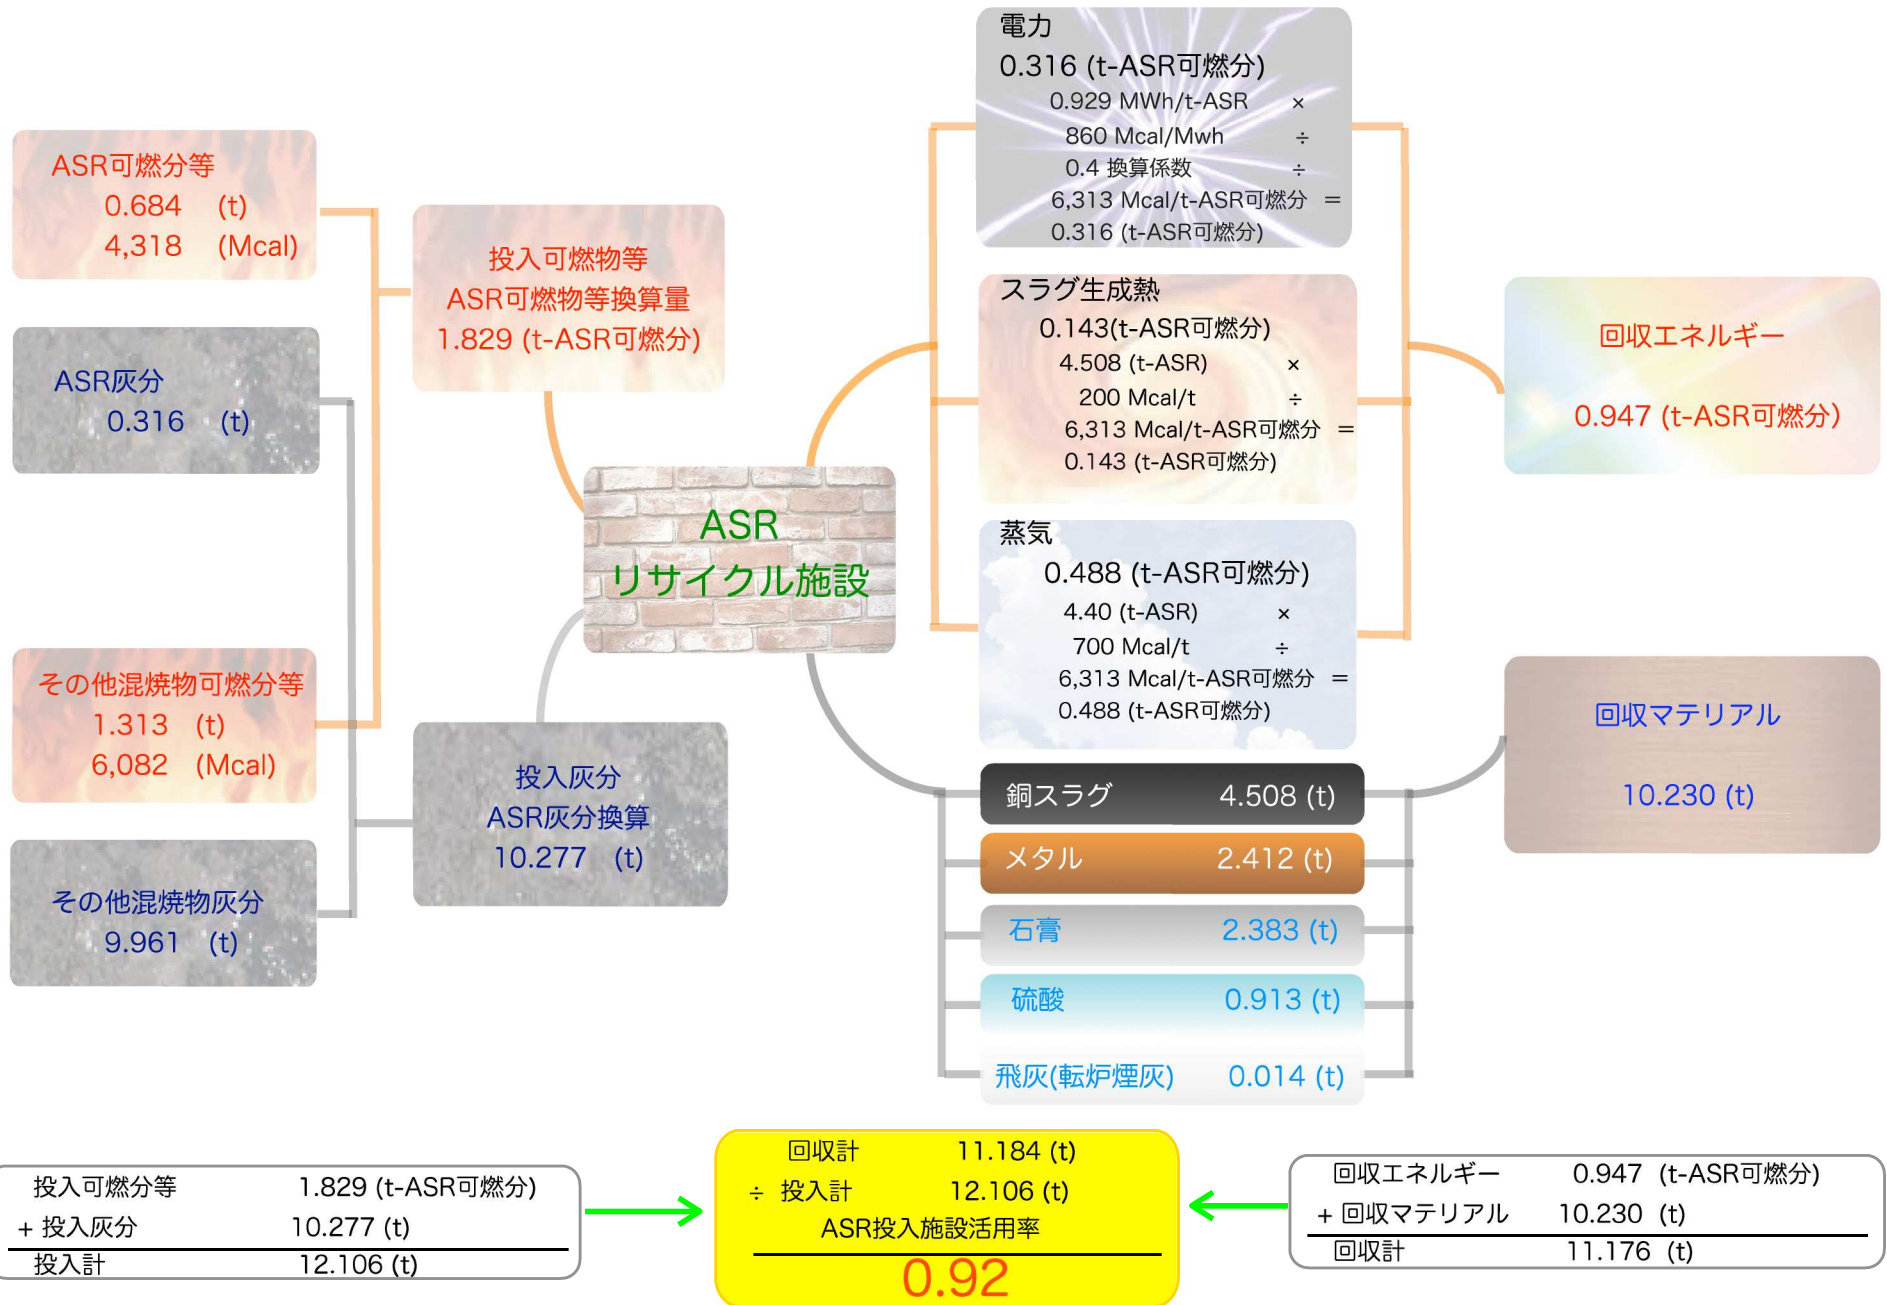 ASR可燃分等
0.684 (t)
4,318 (Mcal)
ASR灰分
0.316 (t)
その他混焼物可燃分等
1.313 (t)
6,082 (Mcal)
その他混焼物灰分
9.961 (t)
投入可燃物等
ASR可燃物等換算量
1.829 (t-ASR可燃分)
投入灰分
ASR灰分換算
10.277 (t)
ASR
リサイクル施設
電力
0.316 (t-ASR可燃分)
0.929 MWh/t-ASR ×
860 Mcal/Mwh ÷
0.4 換算係数 ÷
6,313 Mcal/t-ASR可燃分 =
0.316 (t-ASR可燃分)
スラグ生成熱
0.143(t-ASR可燃分)
4.508 (t-ASR) ×
200 Mcal/t ÷
6,313 Mcal/t-ASR可燃分 =
0.143 (t-ASR可燃分)
蒸気
0.488 (t-ASR可燃分)
4.40 (t-ASR) ×
700 Mcal/t ÷
6,313 Mcal/t-ASR可燃分 =
0.488 (t-ASR可燃分)
銅スラグ 4.508 (t)
メタル 2.412 (t)
石膏 2.383 (t)
硫酸 0.913 (t)
飛灰(転炉煙灰) 0.014 (t)
回収エネルギー
0.947 (t-ASR可燃分)
回収マテリアル
10.230 (t)
投入可燃分等 1.829 (t-ASR可燃分)
+ 投入灰分 10.277 (t)
投入計 12.106 (t)
回収計 11.184 (t)
÷ 投入計 12.106 (t)
ASR投入施設活用率
0.92
回収エネルギー 0.947 (t-ASR可燃分)
+ 回収マテリアル 10.230 (t)
回収計 11.176 (t)